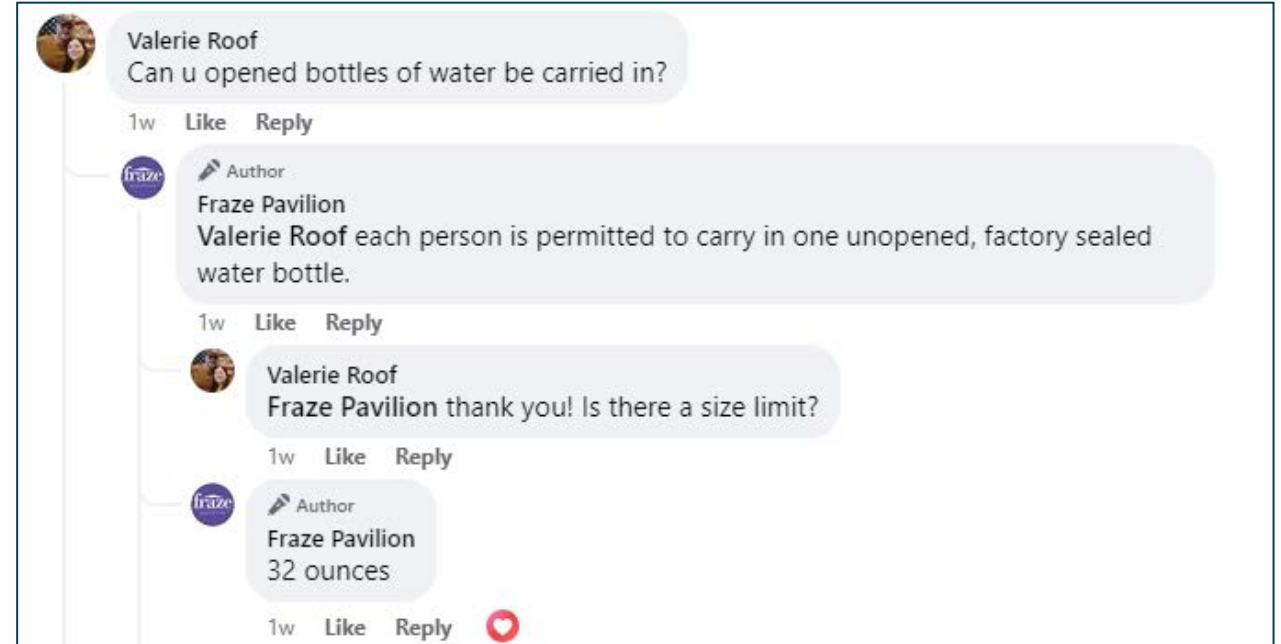 Valerie Roof
Can u opened bottles of water be carried in?
1w Like Reply
fraze
Author
Fraze Pavilion
Valerie Roof each person is permitted to carry in one unopened, factory sealed
water bottle.
1w Like Reply
Valerie Roof
Fraze Pavilion thank you! Is there a size limit?
1w Like Reply
fraze
Author
Fraze Pavilion
32 ounces
1w Like Reply